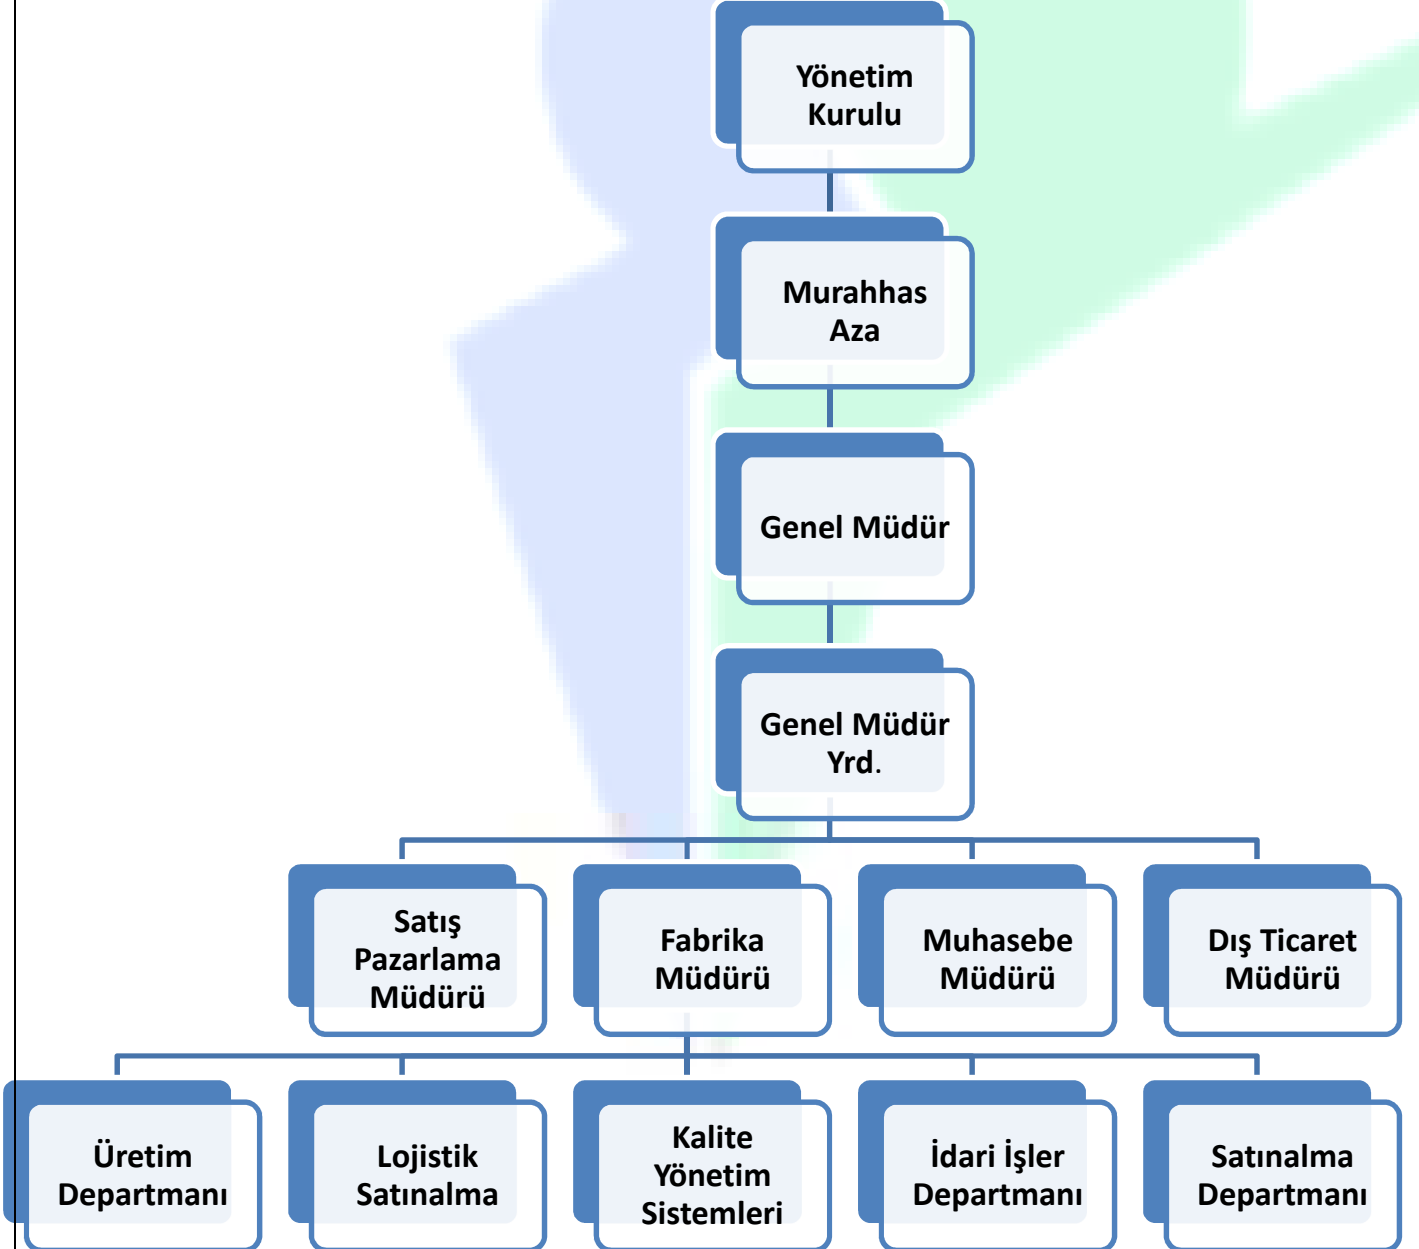 Yönetim
Kurulu
Murahhas
Aza
Genel Müdür
Genel Müdür
Yrd.
Satış
Pazarlama
Müdürü
Fabrika
Müdürü
Muhasebe
Müdürü
Dış Ticaret
Müdürü
Üretim
Departmanı
Lojistik
Satınalma
Kalite
Yönetim
Sistemleri
İdari İşler
Departmanı
Satınalma
Departmanı